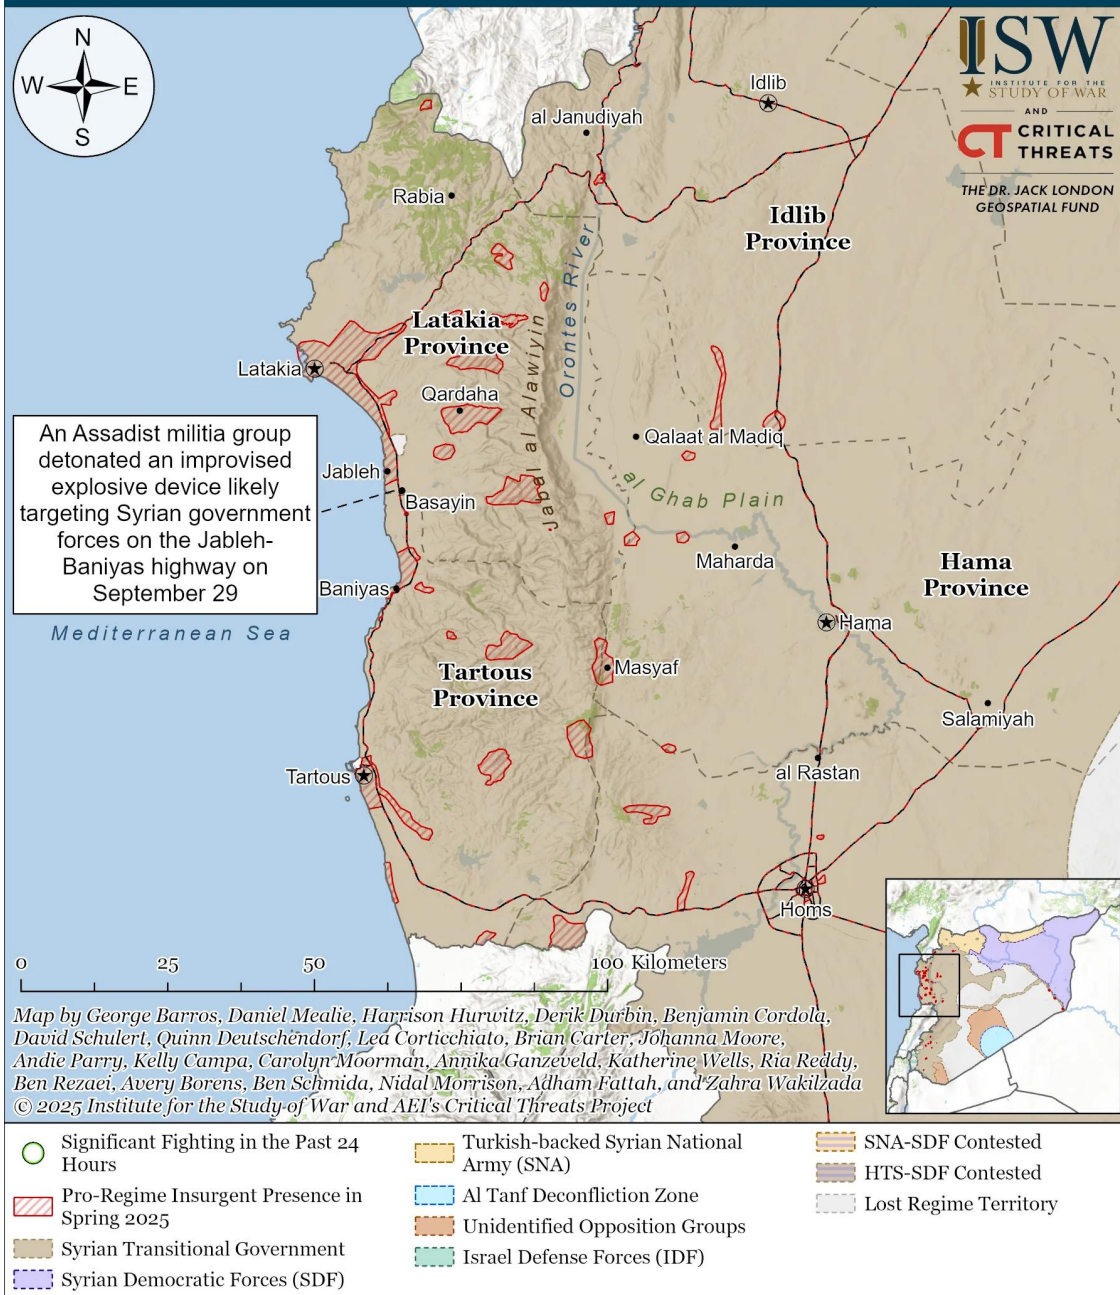 N
W
E
S
ISW
INSTITUTE FOR THE
STUDY OF WAR
AND
CT CRITICAL
THREATS
THE DR. JACK LONDON
GEOSPATIAL FUND
Idlib
al Janudiyah
Rabia
Idlib
Province
Orontes River
Latakia
Province
Latakia
Jabal al Alawiyin
Qardaha
An Assadist militia group
detonated an improvised
explosive device likely
targeting Syrian government
forces on the Jableh-
Baniyas highway on
September 29
Qalaat al Madiq
Jableh
Basayin
al Ghab Plain
Maharda
Hama
Province
Baniyas
Mediterranean Sea
Hama
Tartous
Province
Masyaf
Salamiyah
Tartous
al Rastan
Homs
0 25 50 100 Kilometers
Map by George Barros, Daniel Mealie, Harrison Hurwitz, Derik Durbin, Benjamin Cordola,
David Schulert, Quinn Deutschendorf, Lea Corticchiato, Brian Carter, Johanna Moore,
Andie Parry, Kelly Campa, Carolyn Moorman, Annika Ganzeveld, Katherine Wells, Ria Reddy,
Ben Rezaei, Avery Borens, Ben Schmida, Nidal Morrison, Adham Fattah, and Zahra Wakilzada
© 2025 Institute for the Study of War and AEI's Critical Threats Project
Significant Fighting in the Past 24
Hours
Pro-Regime Insurgent Presence in
Spring 2025
Syrian Transitional Government
Syrian Democratic Forces (SDF)
Turkish-backed Syrian National
Army (SNA)
Al Tanf Deconfliction Zone
Unidentified Opposition Groups
Israel Defense Forces (IDF)
SNA-SDF Contested
HTS-SDF Contested
Lost Regime Territory